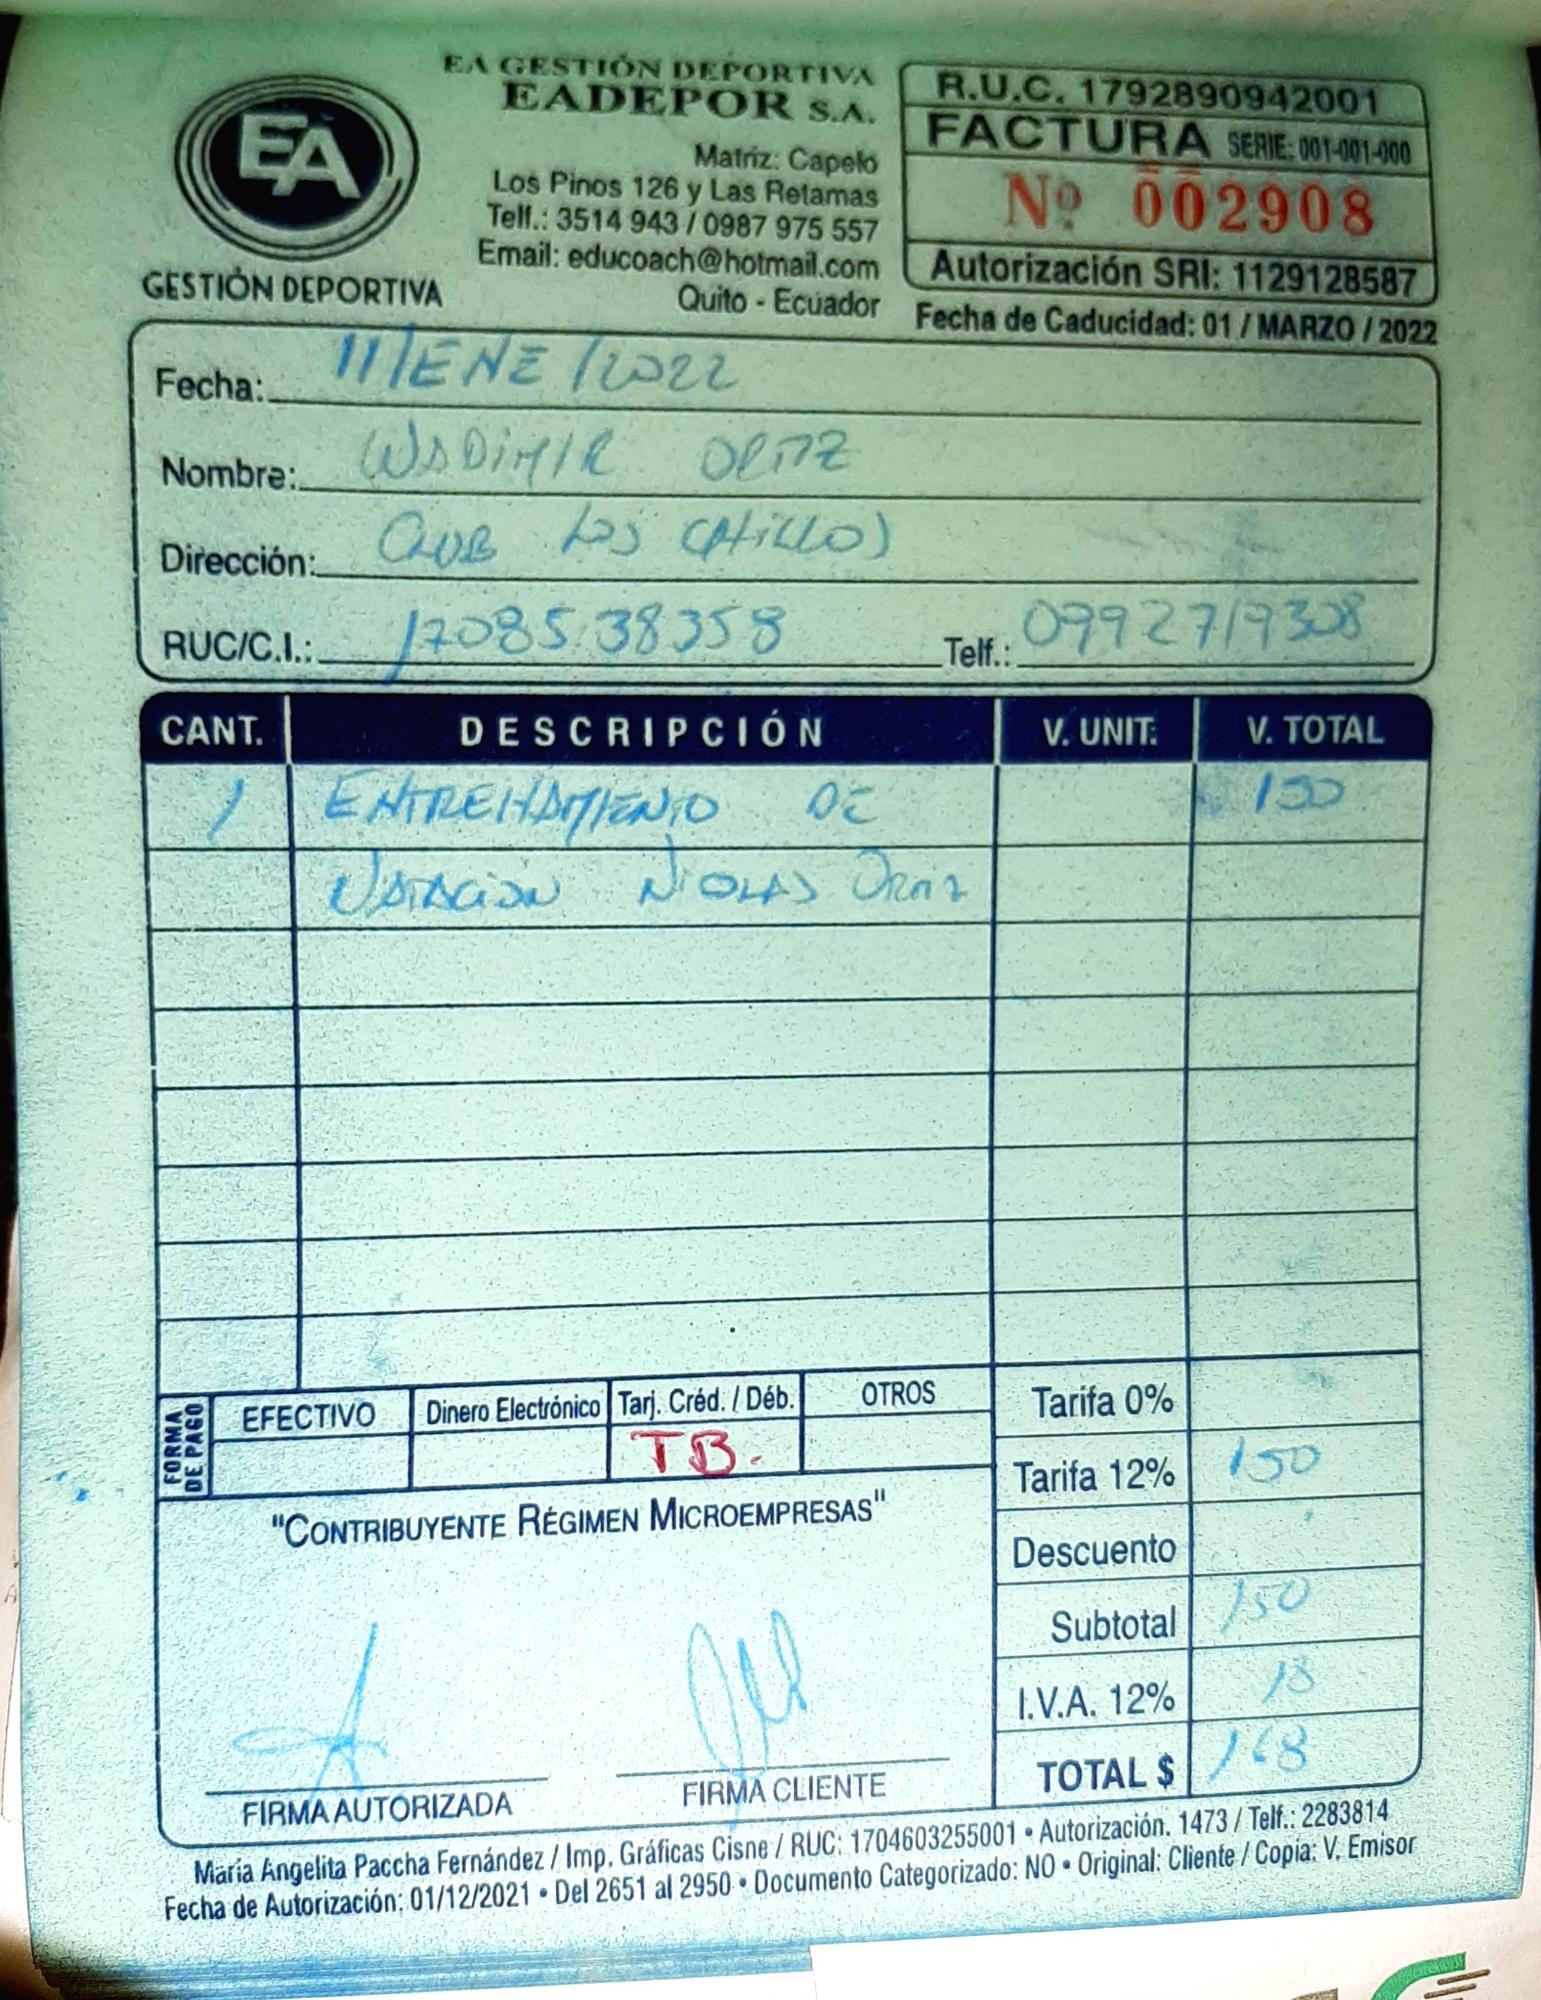 EA GESTIÓN DEPORTIVA
EADEPOR S.A.
EA
GESTIÓN DEPORTIVA
Matriz: Capelo
Los Pinos 126 y Las Retamas
Telf.: 3514 943 / 0987 975 557
Email: educoach@hotmail.com
Quito - Ecuador
R.U.C. 1792890942001
FACTURA SERIE: 001-001-000
Nº 002908
Autorización SRI: 1129128587
Fecha de Caducidad: 01 / MARZO / 2022
Fecha: 11/ENE/2022
Nombre: WLADIMIR ORTIZ
Dirección: CLUB LOS CHILLOS
RUC/C.I.: 1708538358 Telf.: 0992719308
CANT. DESCRIPCIÓN V. UNIT. V. TOTAL
1 ENTRENAMIENTO DE 150
NATACION NICOLAS ORTIZ
FORMA DE PAGO
EFECTIVO Dinero Electrónico Tarj. Créd. / Déb. OTROS
TB.
Tarifa 0%
Tarifa 12% 150
Descuento
Subtotal 150
I.V.A. 12% 18
TOTAL $ 168
"CONTRIBUYENTE RÉGIMEN MICROEMPRESAS"
FIRMA AUTORIZADA FIRMA CLIENTE
María Angelita Paccha Fernández / Imp. Gráficas Cisne / RUC: 1704603255001 • Autorización. 1473 / Telf.: 2283814
Fecha de Autorización: 01/12/2021 • Del 2651 al 2950 • Documento Categorizado: NO • Original: Cliente / Copia: V. Emisor